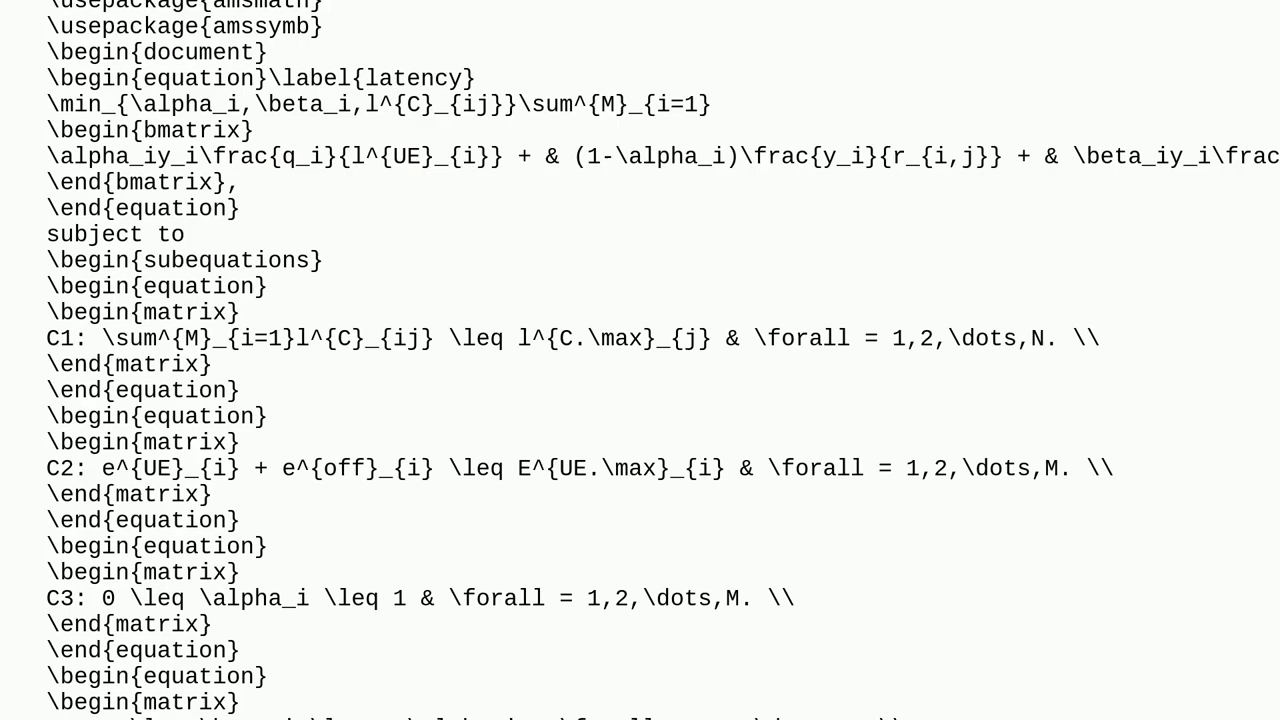 \usepackage{amsmath}
\usepackage{amssymb}
\begin{document}
\begin{equation}\label{latency}
\min_{\alpha_i,\beta_i,l^{C}_{ij}}\sum^{M}_{i=1}
\begin{bmatrix}
\alpha_iy_i\frac{q_i}{l^{UE}_{i}} + & (1-\alpha_i)\frac{y_i}{r_{i,j}} + & \beta_iy_i\frac
\end{bmatrix},
\end{equation}
subject to
\begin{subequations}
\begin{equation}
\begin{matrix}
C1: \sum^{M}_{i=1}l^{C}_{ij} \leq l^{C.\max}_{j} & \forall = 1,2,\dots,N. \\
\end{matrix}
\end{equation}
\begin{equation}
\begin{matrix}
C2: e^{UE}_{i} + e^{off}_{i} \leq E^{UE.\max}_{i} & \forall = 1,2,\dots,M. \\
\end{matrix}
\end{equation}
\begin{equation}
\begin{matrix}
C3: 0 \leq \alpha_i \leq 1 & \forall = 1,2,\dots,M. \\
\end{matrix}
\end{equation}
\begin{equation}
\begin{matrix}